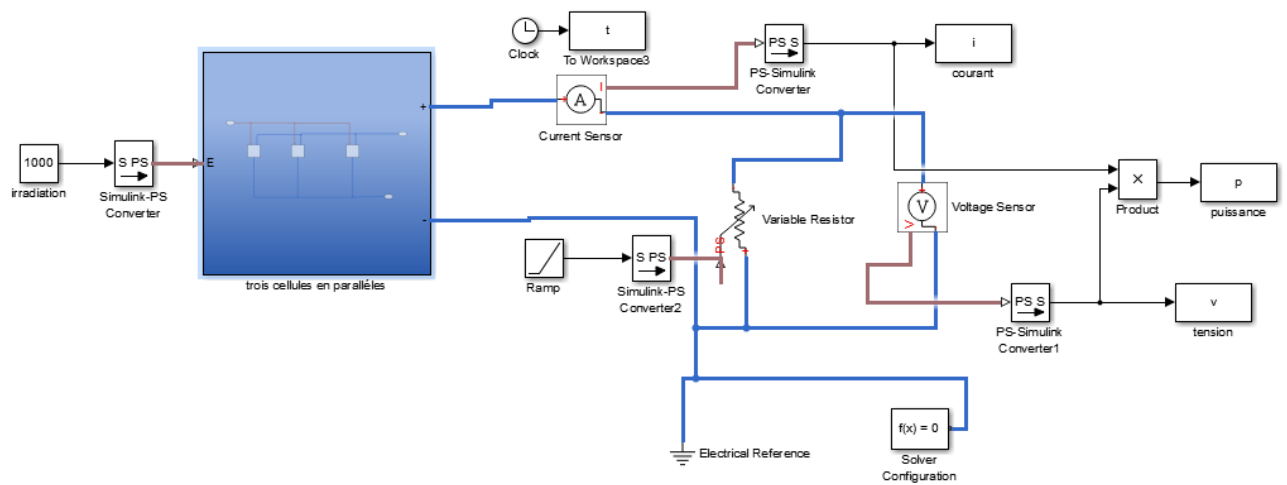 t
Clock
To Workspace3
PS S
PS-Simulink
Converter
i
courant
+
A
I
Current Sensor
1000
irradiation
S PS
Simulink-PS
Converter
E
-
trois cellules en paralléles
Ramp
S PS
Simulink-PS
Converter2
PS
+
Variable Resistor
V
V
Voltage Sensor
×
Product
p
puissance
PS S
PS-Simulink
Converter1
v
tension
Electrical Reference
f(x) = 0
Solver
Configuration